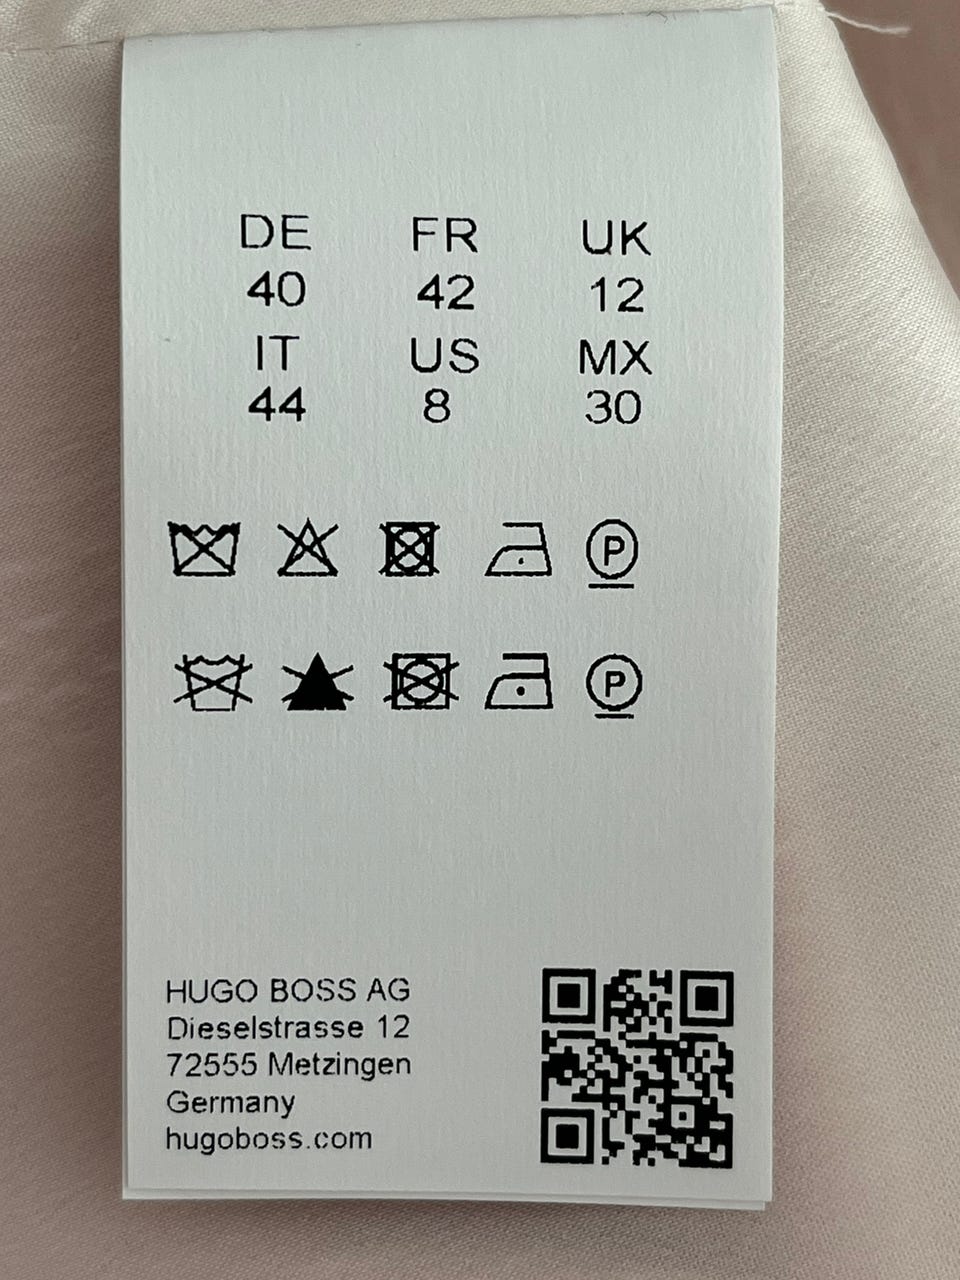 DE FR UK
40 42 12
IT US MX
44 8 30
P
P
HUGO BOSS AG
Dieselstrasse 12
72555 Metzingen
Germany
hugoboss.com